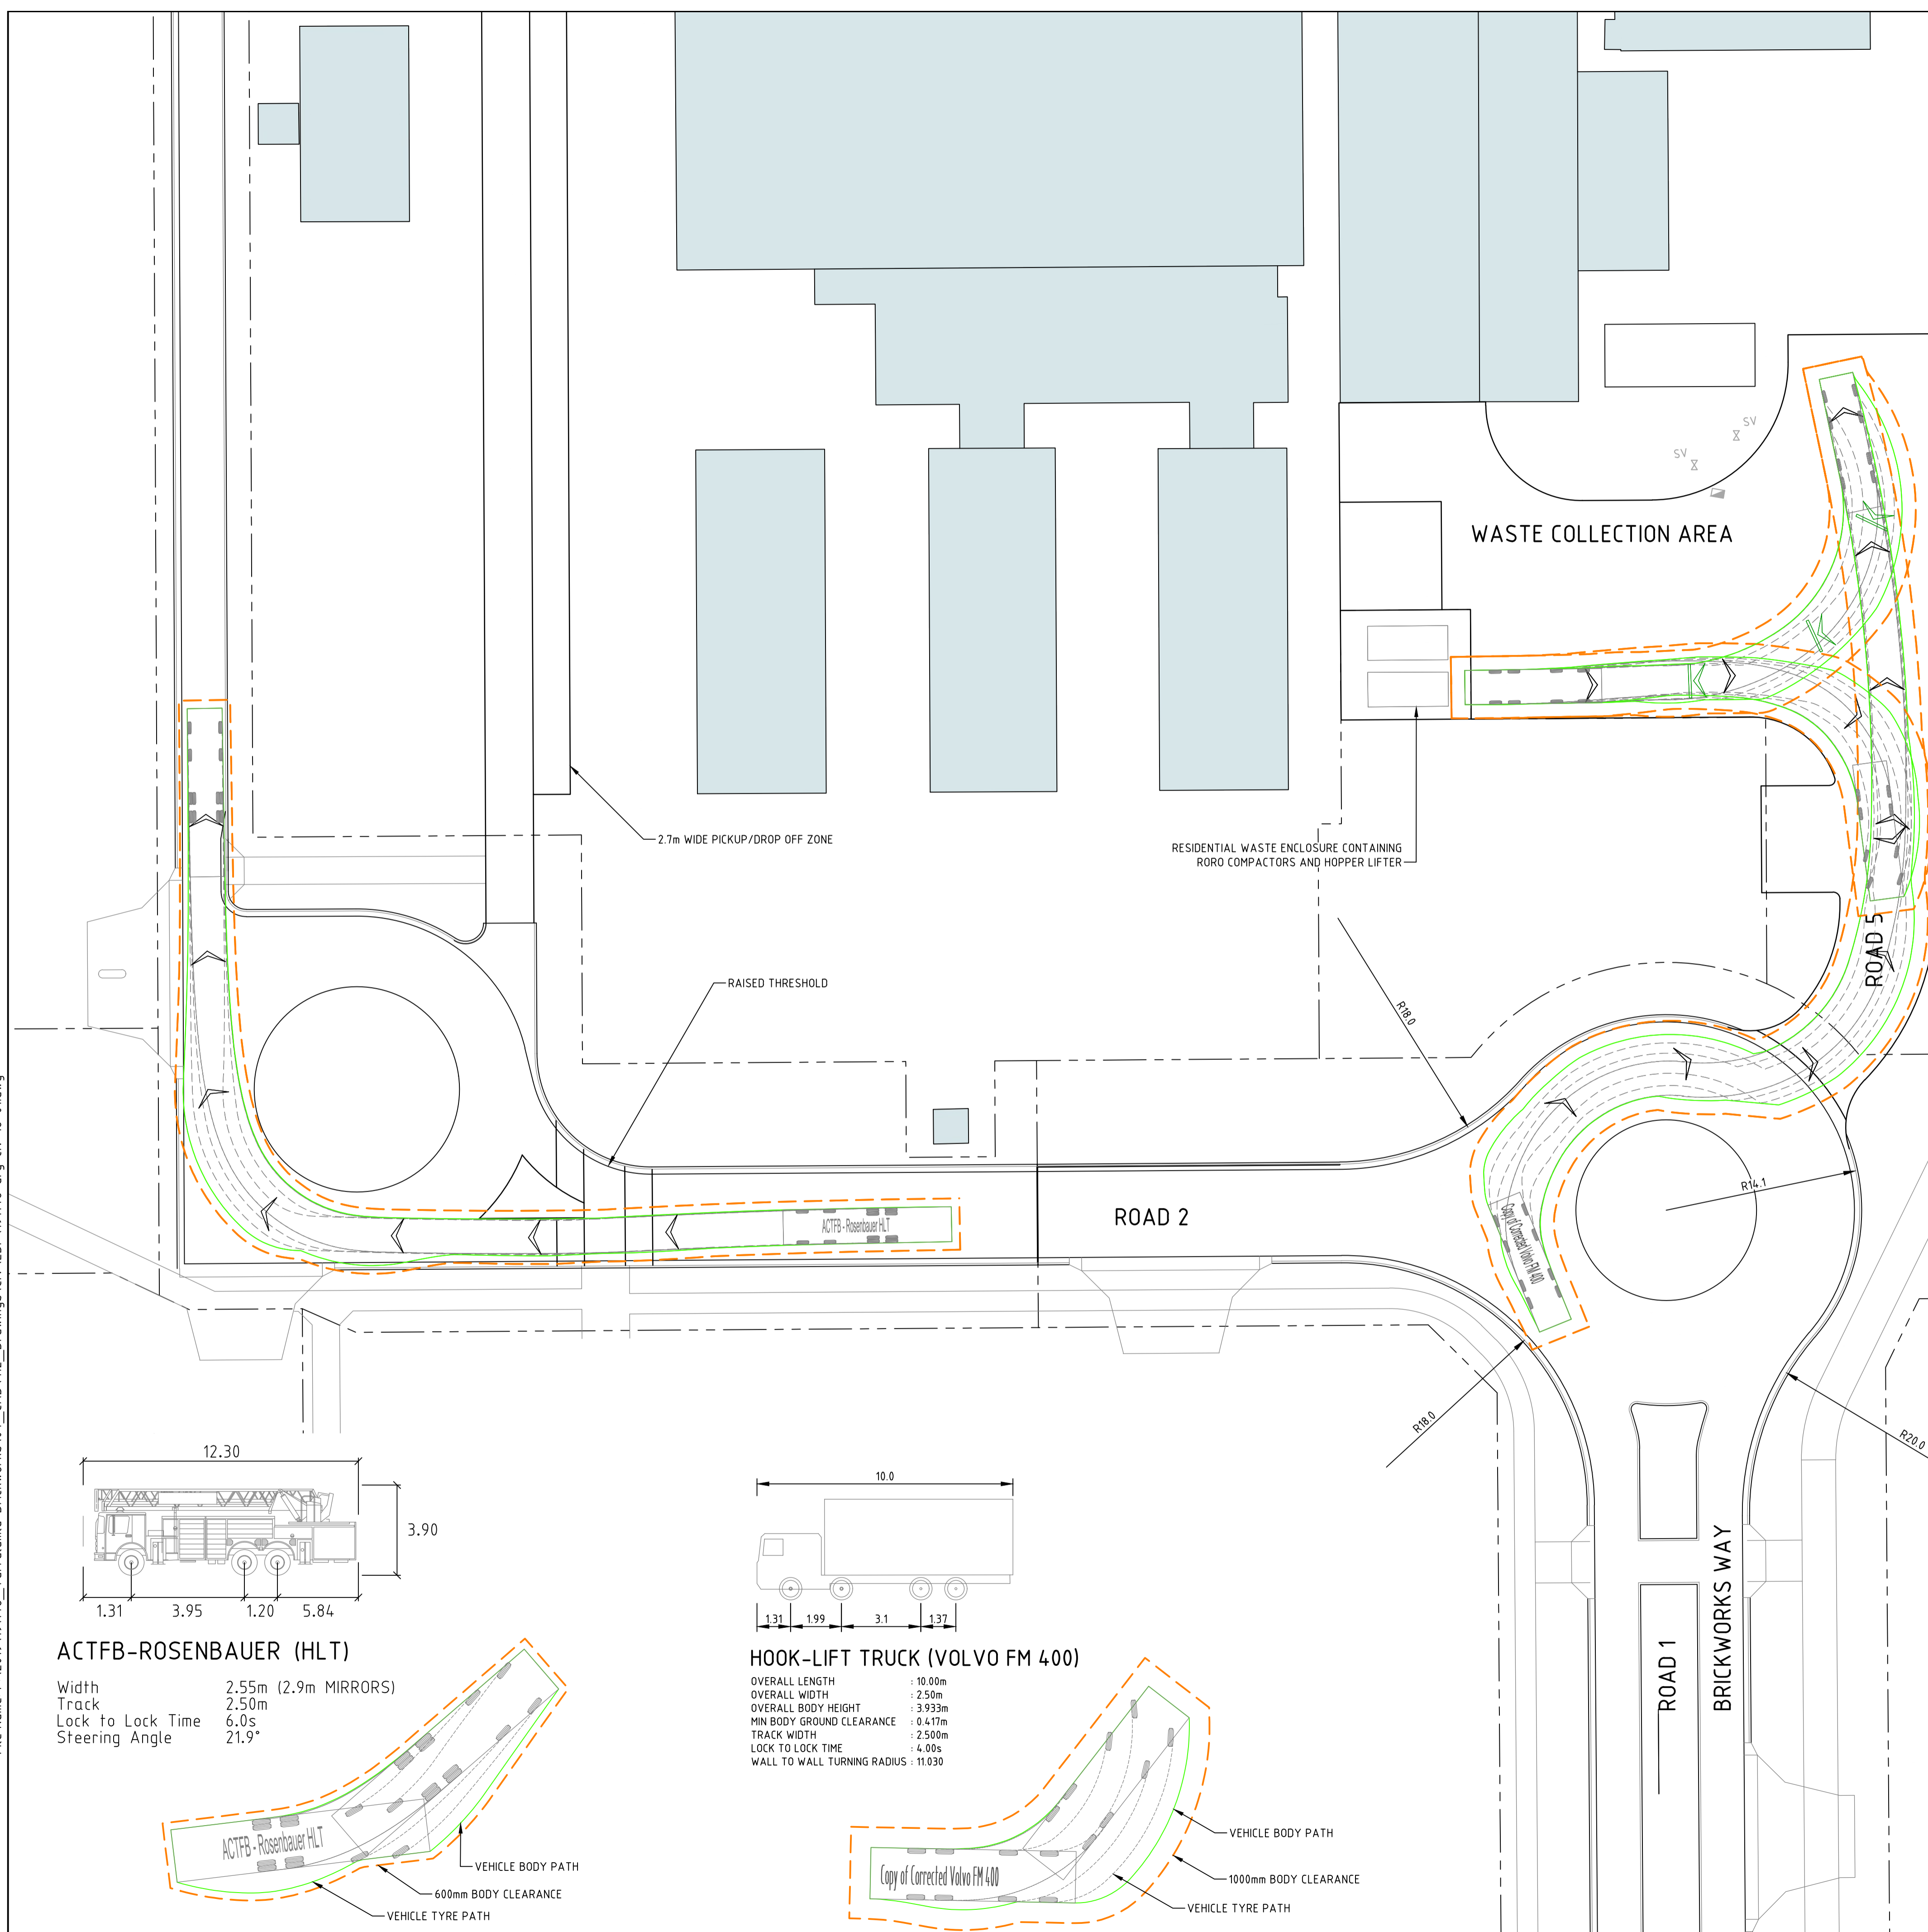 SV
SV
WASTE COLLECTION AREA
2.7m WIDE PICKUP/DROP OFF ZONE
RESIDENTIAL WASTE ENCLOSURE CONTAINING
RORO COMPACTORS AND HOPPER LIFTER
ROAD 5
RAISED THRESHOLD
R18.0
R14.1
ACTFB - Rosenbauer HLT
ROAD 2
Copy of Corrected Volvo FM 400
R18.0
R20.0
12.30
3.90
1.31 3.95 1.20 5.84
10.0
1.31 1.99 3.1 1.37
ROAD 1
BRICKWORKS WAY
ACTFB-ROSENBAUER (HLT)
Width 2.55m (2.9m MIRRORS)
Track 2.50m
Lock to Lock Time 6.0s
Steering Angle 21.9°
HOOK-LIFT TRUCK (VOLVO FM 400)
OVERALL LENGTH : 10.00m
OVERALL WIDTH : 2.50m
OVERALL BODY HEIGHT : 3.933m
MIN BODY GROUND CLEARANCE : 0.417m
TRACK WIDTH : 2.500m
LOCK TO LOCK TIME : 4.00s
WALL TO WALL TURNING RADIUS : 11.030
ACTFB - Rosenbauer HLT
VEHICLE BODY PATH
600mm BODY CLEARANCE
VEHICLE TYRE PATH
Copy of Corrected Volvo FM 400
VEHICLE BODY PATH
1000mm BODY CLEARANCE
VEHICLE TYRE PATH